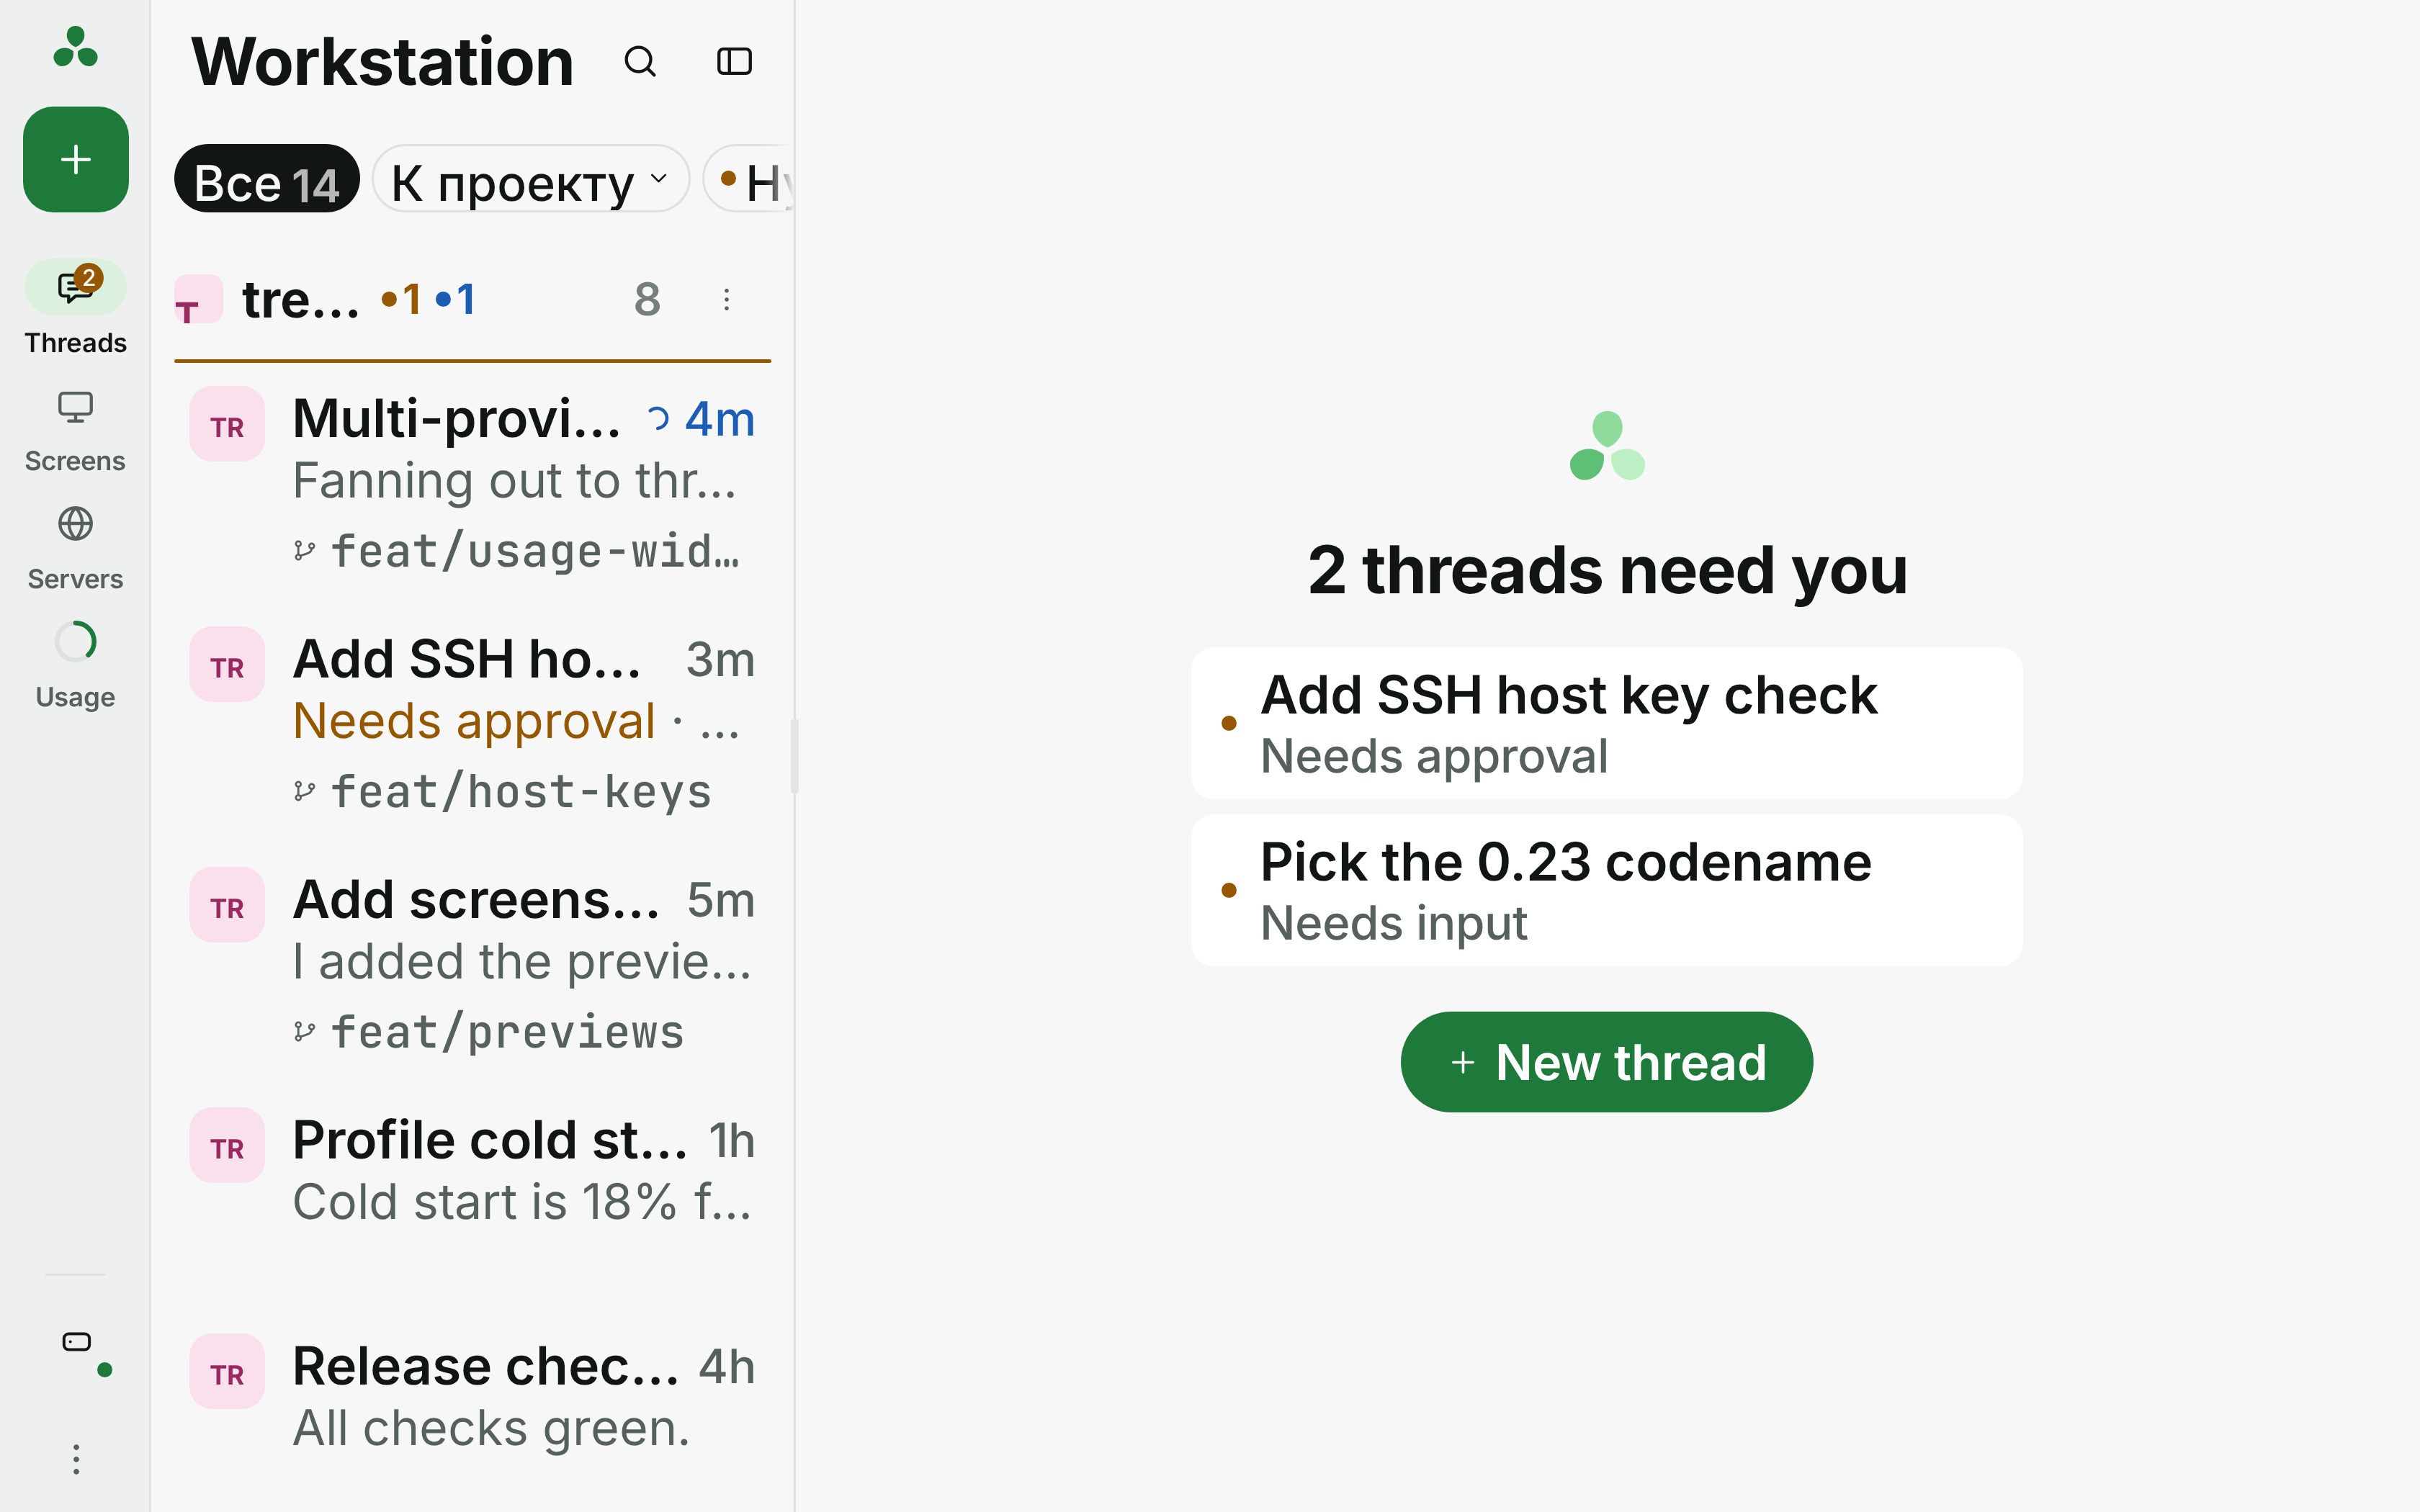 Workstation
Все 14
К проекту
2
Threads
Screens
Servers
Usage
tre... •1 •1 8
TR
Multi-provi... 4m
Fanning out to thr...
feat/usage-wid…
TR
Add SSH ho... 3m
Needs approval · ...
feat/host-keys
TR
Add screens... 5m
I added the previe...
feat/previews
TR
Profile cold st... 1h
Cold start is 18% f...
TR
Release chec... 4h
All checks green.
2 threads need you
Add SSH host key check
Needs approval
Pick the 0.23 codename
Needs input
+ New thread